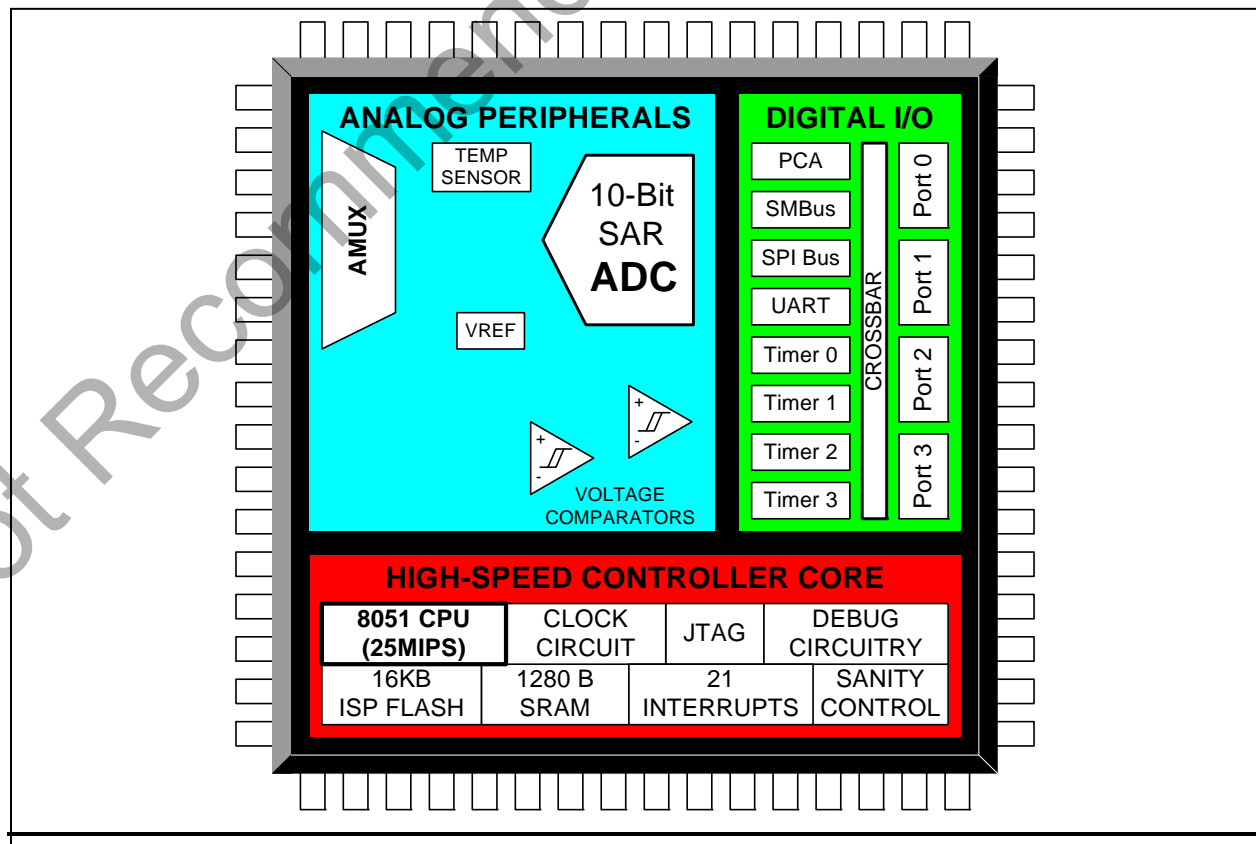 ANALOG PERIPHERALS
AMUX
TEMP
SENSOR
10-Bit
SAR
ADC
VREF
+
-
+
-
VOLTAGE
COMPARATORS
DIGITAL I/O
PCA
SMBus
SPI Bus
UART
Timer 0
Timer 1
Timer 2
Timer 3
CROSSBAR
Port 0
Port 1
Port 2
Port 3
HIGH-SPEED CONTROLLER CORE
8051 CPU
(25MIPS)
CLOCK
CIRCUIT
JTAG
DEBUG
CIRCUITRY
16KB
ISP FLASH
1280 B
SRAM
21
INTERRUPTS
SANITY
CONTROL